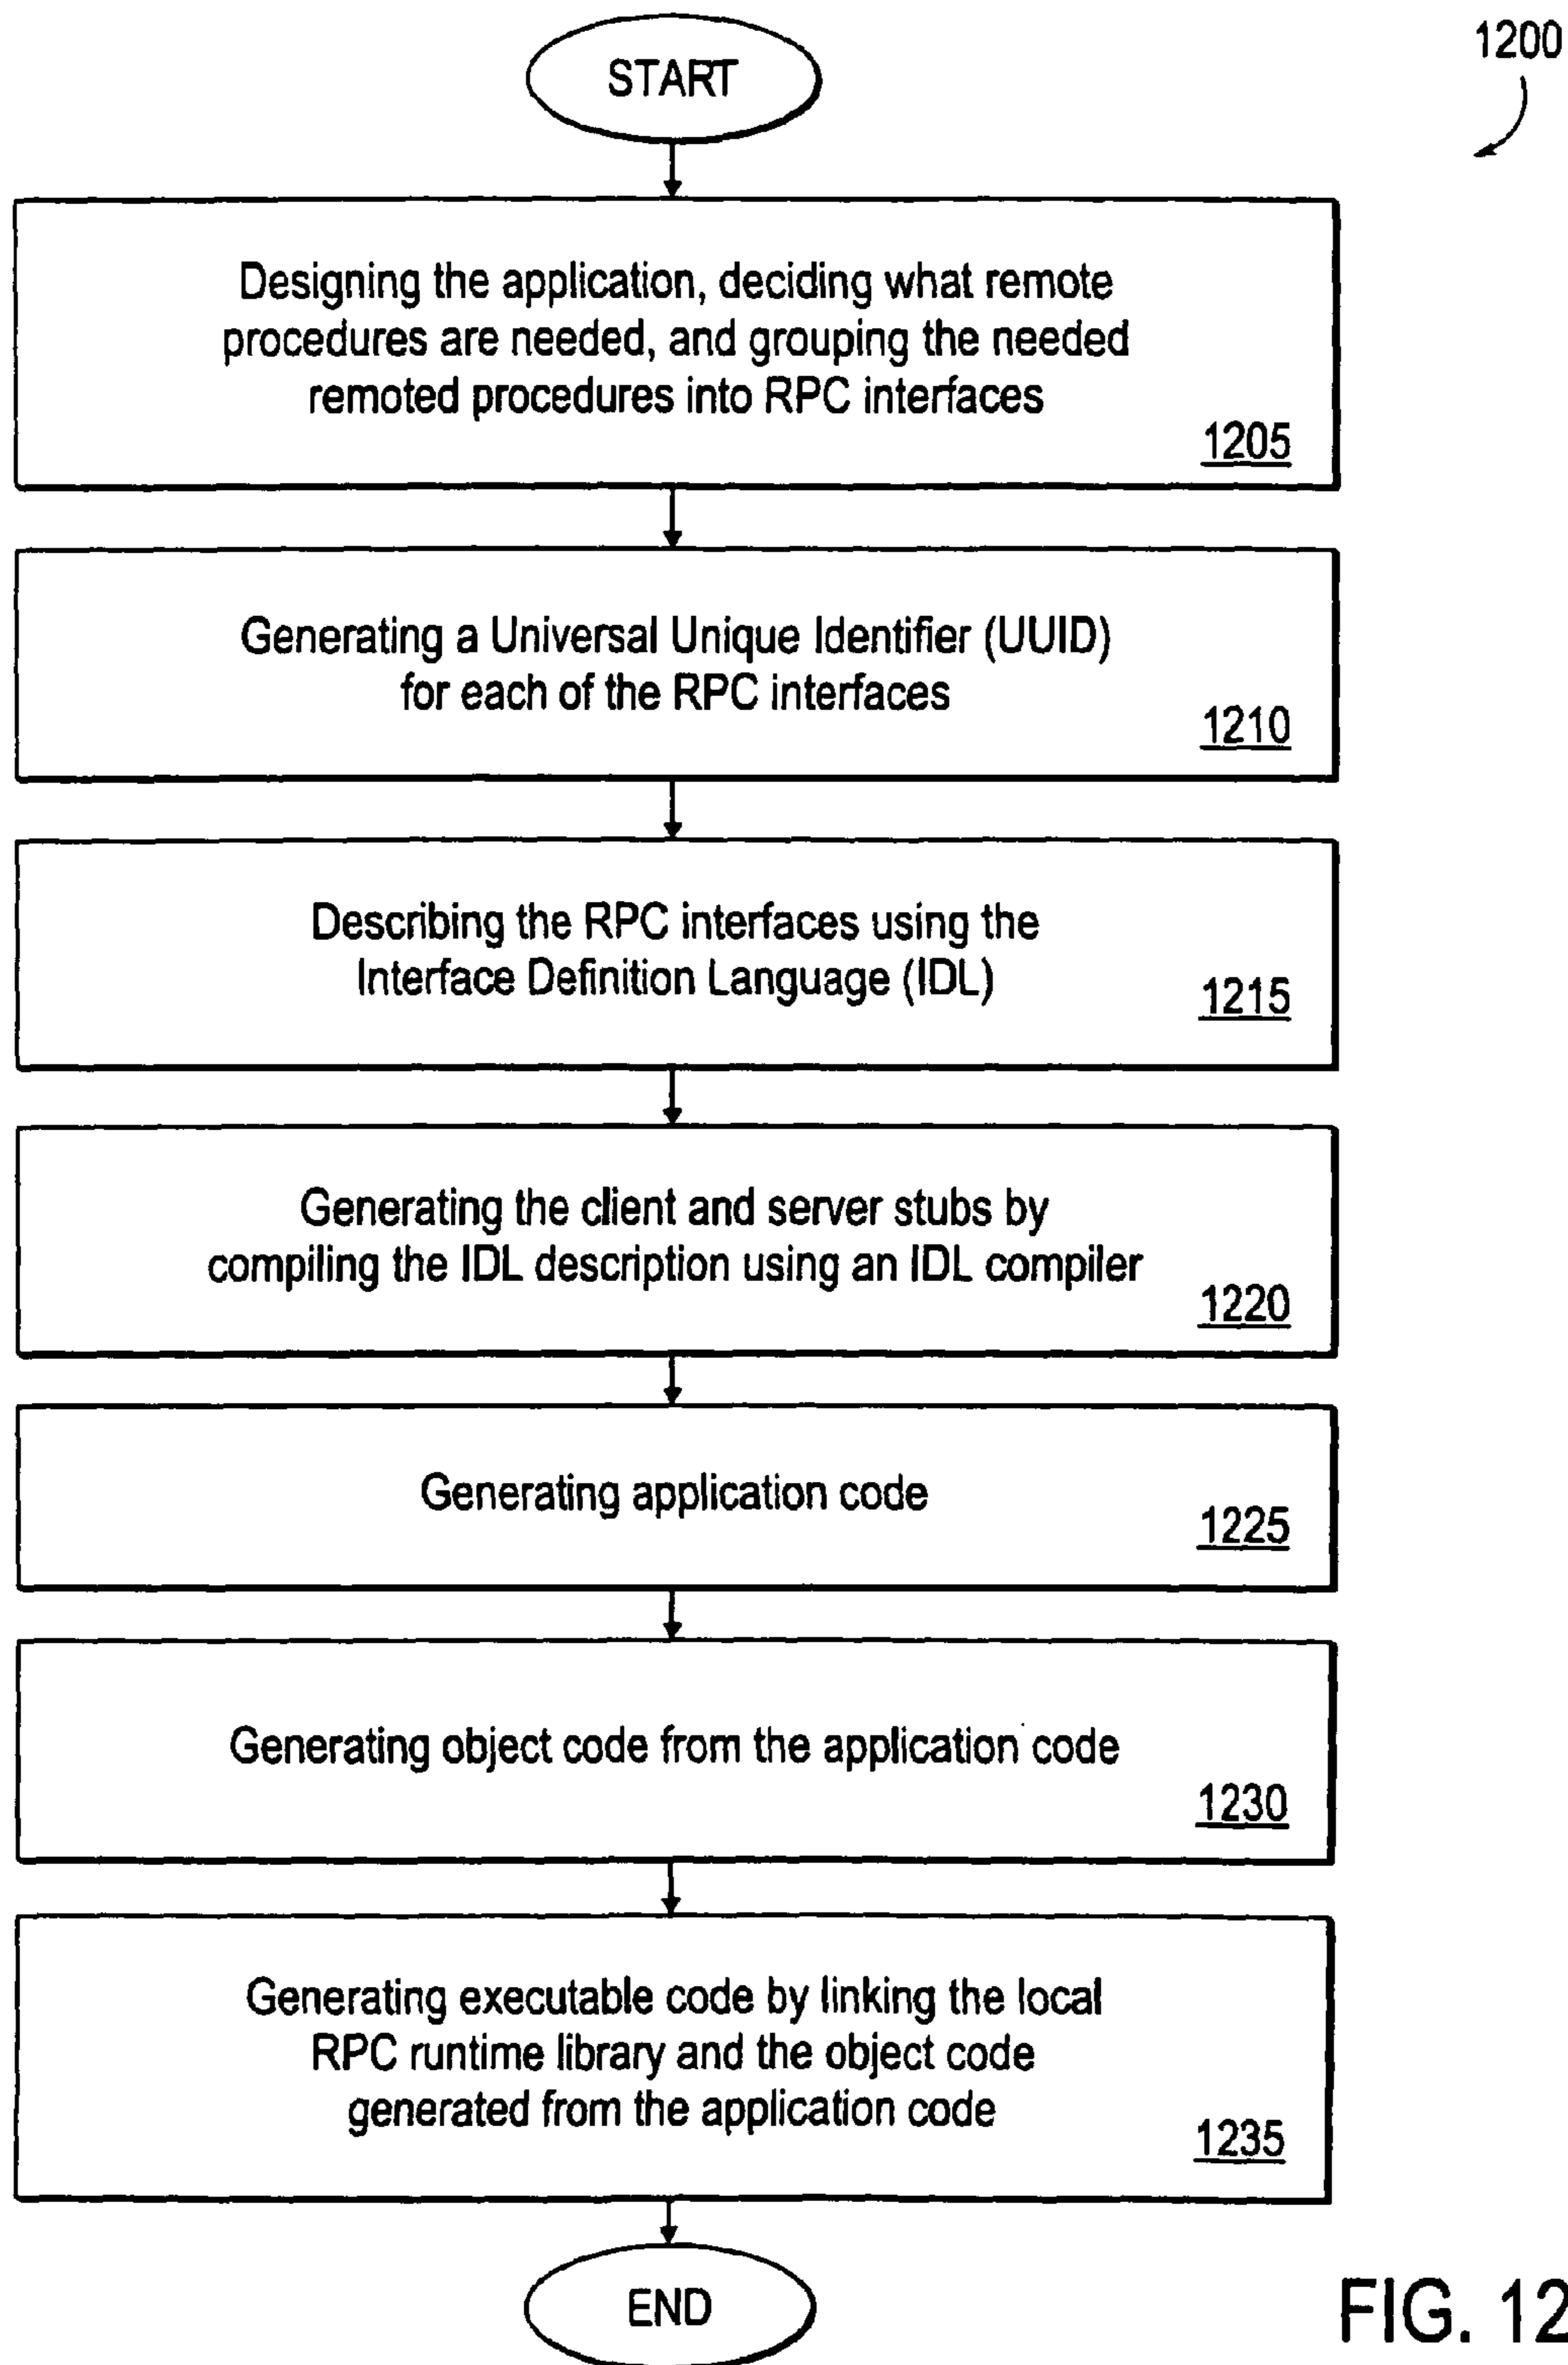 START
1200
Designing the application, deciding what remote
procedures are needed, and grouping the needed
remoted procedures into RPC interfaces
1205
Generating a Universal Unique Identifier (UUID)
for each of the RPC interfaces
1210
Describing the RPC interfaces using the
Interface Definition Language (IDL)
1215
Generating the client and server stubs by
compiling the IDL description using an IDL compiler
1220
Generating application code
1225
Generating object code from the application code
1230
Generating executable code by linking the local
RPC runtime library and the object code
generated from the application code
1235
END
FIG. 12